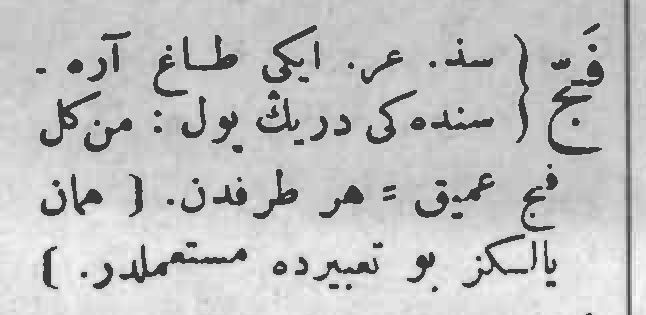 فَجّ { سذ. عر. ایکی طاغ آره ـ
سنده کی درین یول : من کل
فج عمیق = هر طرفدن. [ همان
یالکز بو تعبیرده مستعملدر. ]